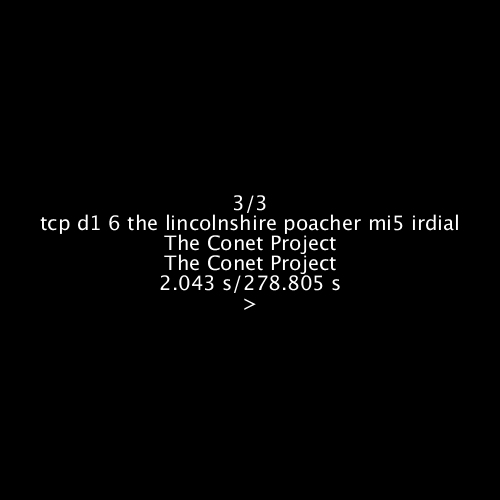 3/3
tcp d1 6 the lincolnshire poacher mi5 irdial
The Conet Project
The Conet Project
2.043 s/278.805 s
>